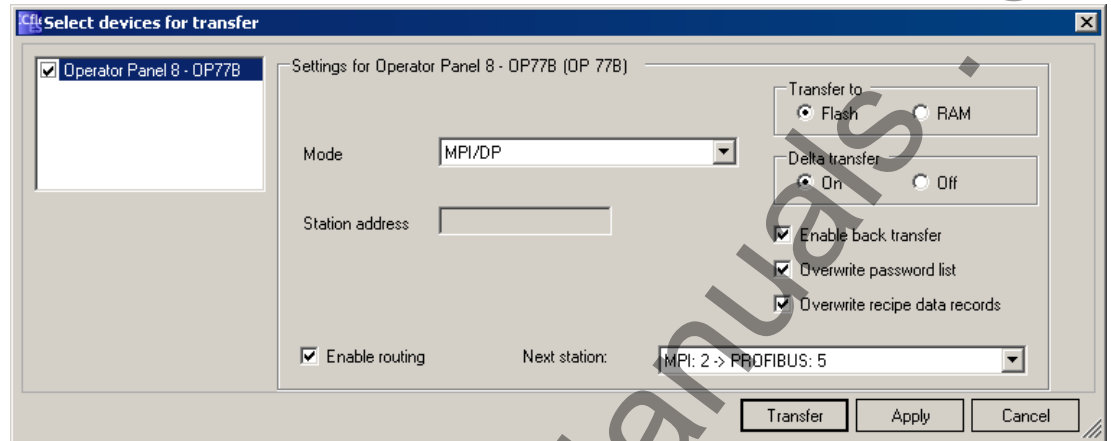 Select devices for transfer
Operator Panel 8 - OP77B
Settings for Operator Panel 8 - OP77B (OP 77B)
Transfer to
Flash RAM
Mode MPI/DP
Delta transfer
On Off
Station address
Enable back transfer
Overwrite password list
Overwrite recipe data records
Enable routing Next station: MPI: 2 -> PROFIBUS: 5
Transfer Apply Cancel